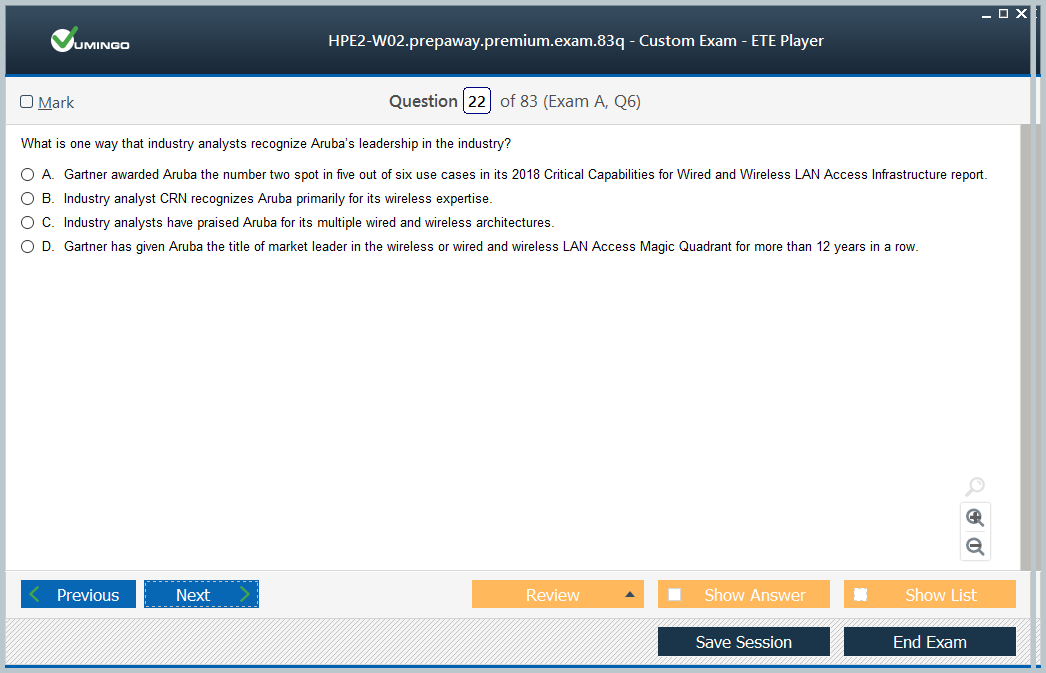 VUMINGO
HPE2-W02.prepaway.premium.exam.83q - Custom Exam - ETE Player
Mark
Question 22 of 83 (Exam A, Q6)
What is one way that industry analysts recognize Aruba's leadership in the industry?
A. Gartner awarded Aruba the number two spot in five out of six use cases in its 2018 Critical Capabilities for Wired and Wireless LAN Access Infrastructure report.
B. Industry analyst CRN recognizes Aruba primarily for its wireless expertise.
C. Industry analysts have praised Aruba for its multiple wired and wireless architectures.
D. Gartner has given Aruba the title of market leader in the wireless or wired and wireless LAN Access Magic Quadrant for more than 12 years in a row.
Previous Next Review Show Answer Show List
Save Session End Exam